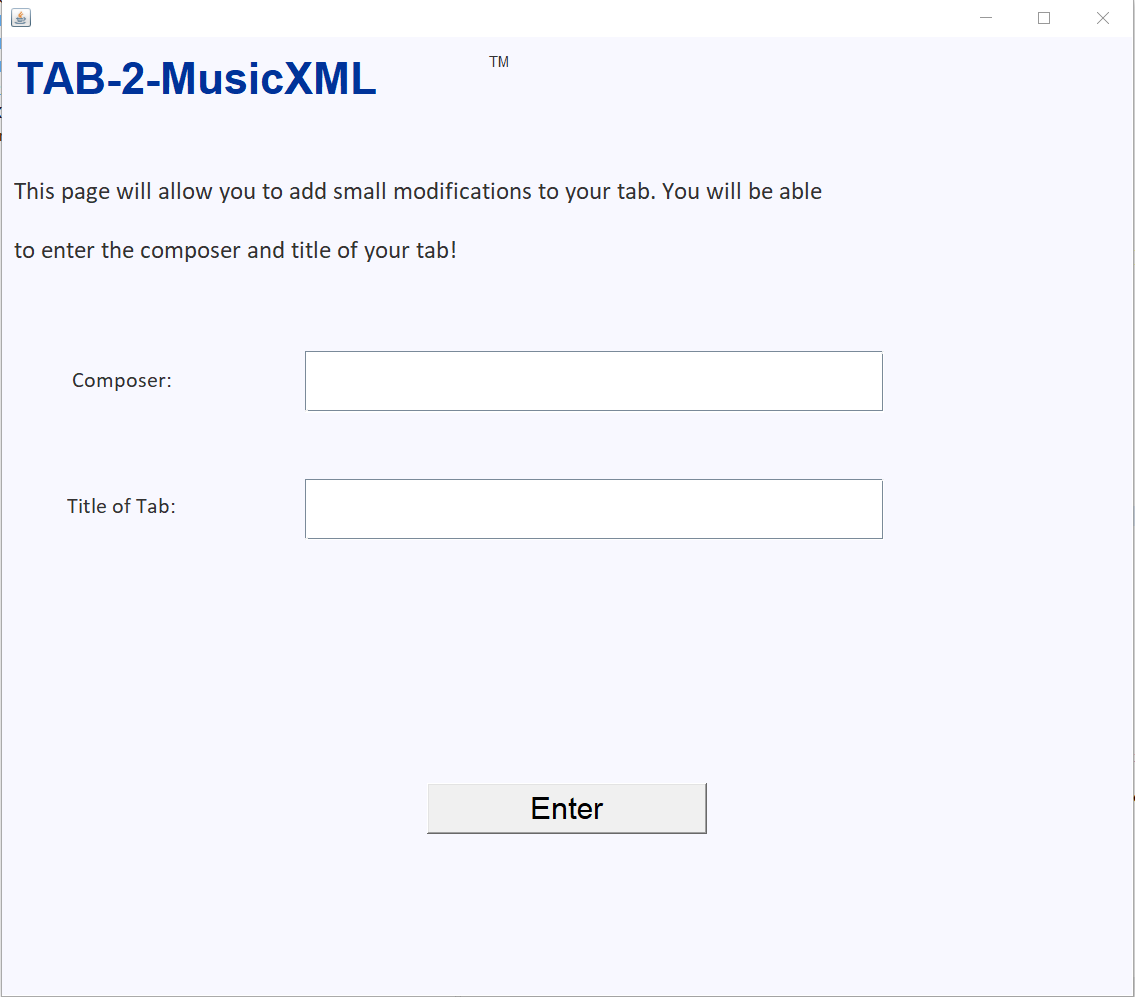 TAB-2-MusicXML TM
This page will allow you to add small modifications to your tab. You will be able
to enter the composer and title of your tab!
Composer:
Title of Tab:
Enter